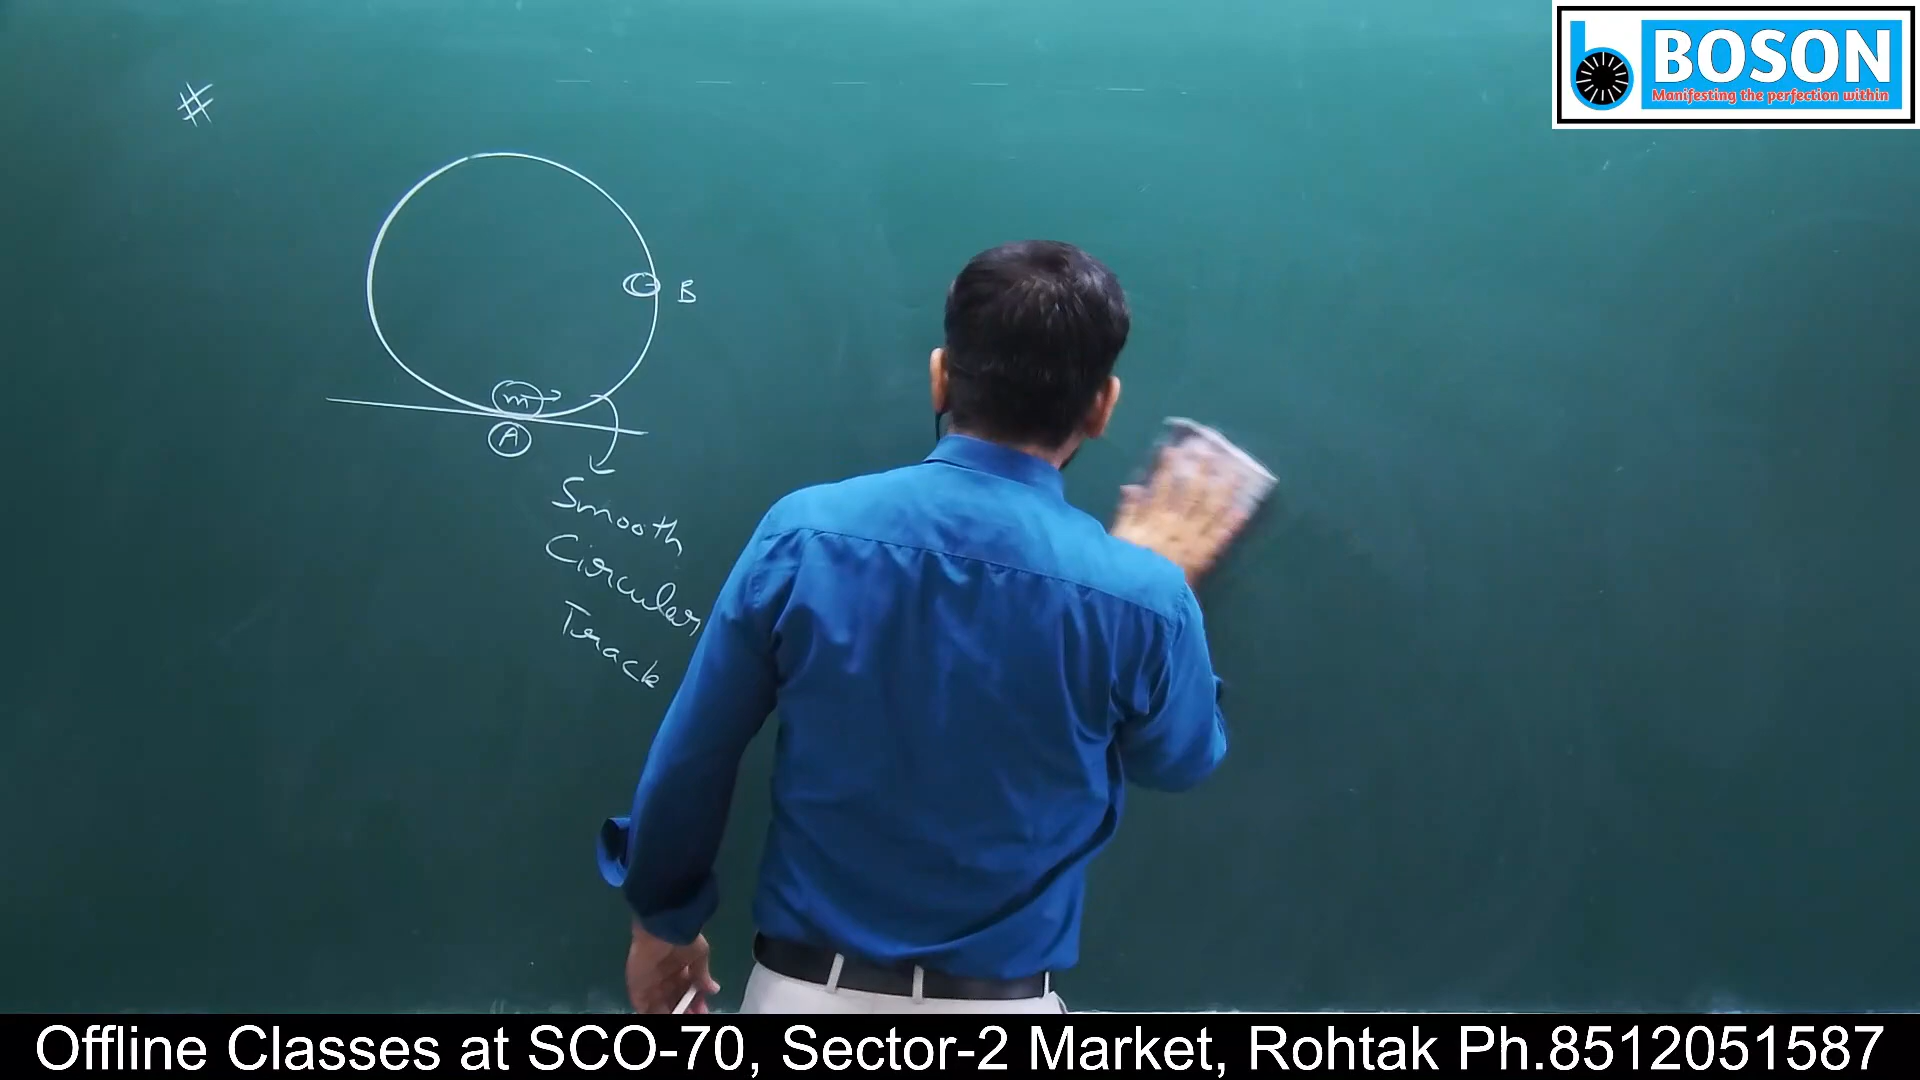 BOSON
Manifesting the perfection within
#
B
m
A
Smooth
Circular
Track
Offline Classes at SCO-70, Sector-2 Market, Rohtak Ph.8512051587